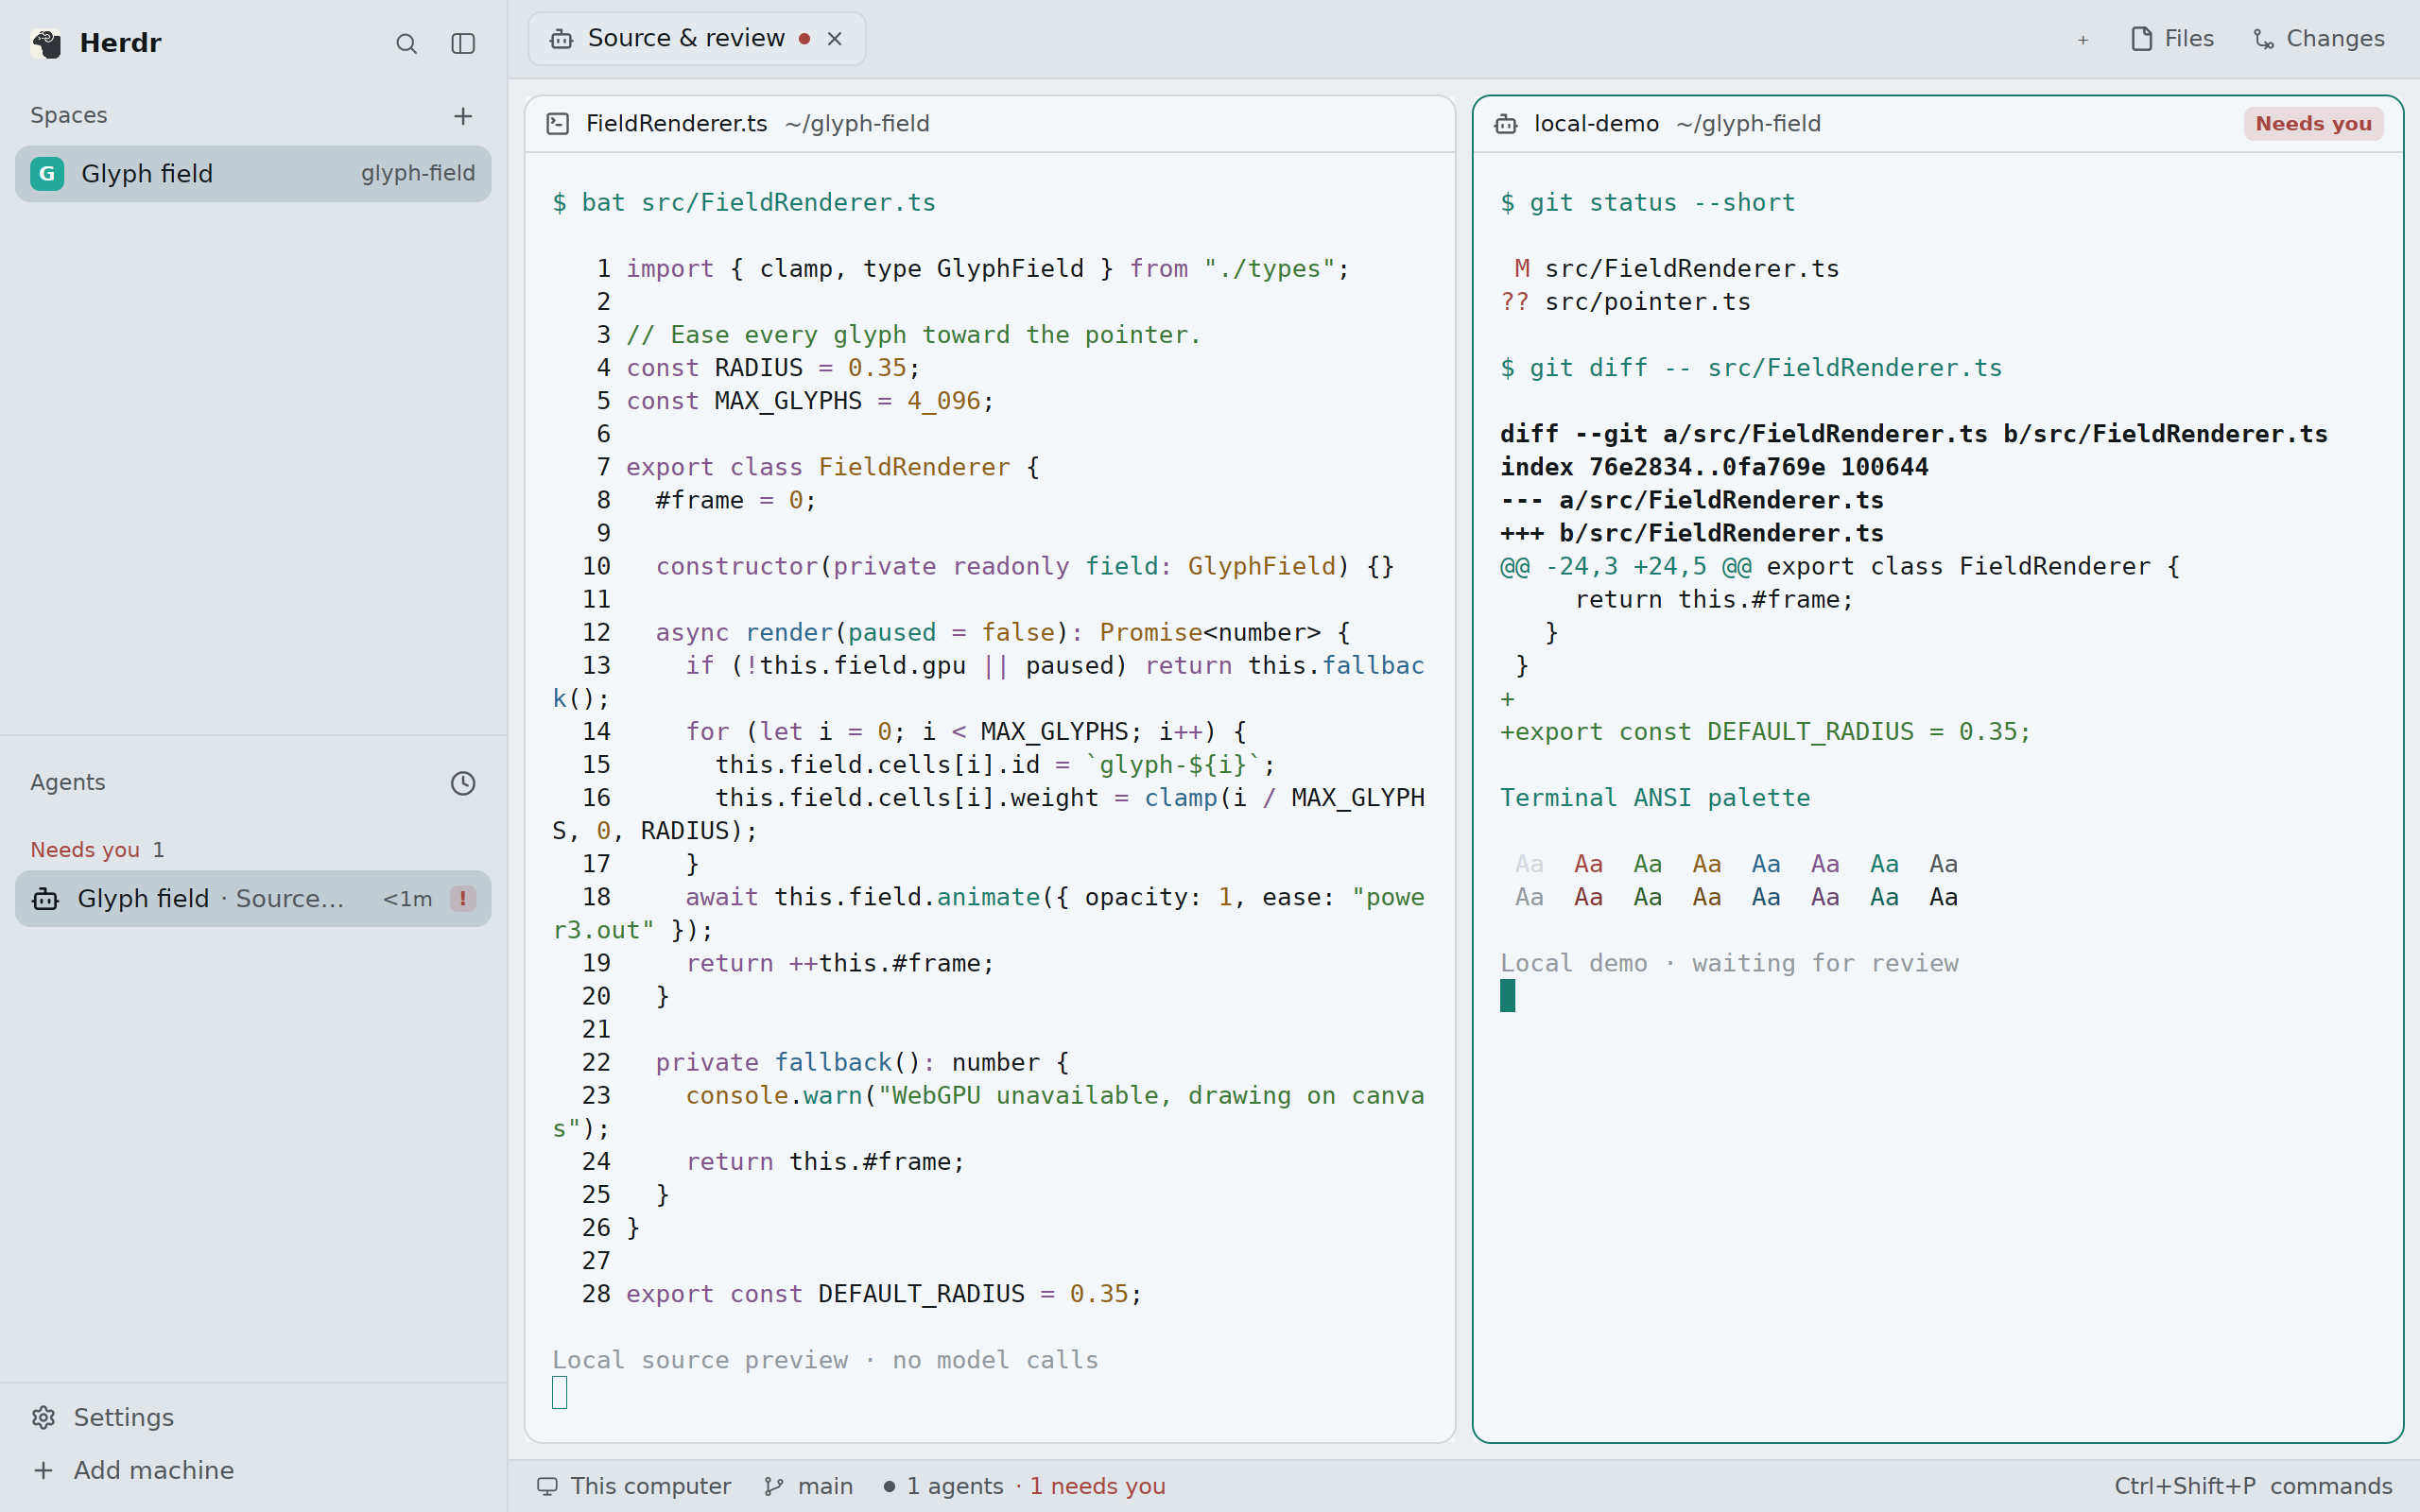 Herdr
Spaces
G Glyph field glyph-field
Agents
Needs you 1
Glyph field · Source… <1m !
Settings
Add machine
Source & review
Files
Changes
FieldRenderer.ts ~/glyph-field
$ bat src/FieldRenderer.ts
1 import { clamp, type GlyphField } from "./types";
2
3 // Ease every glyph toward the pointer.
4 const RADIUS = 0.35;
5 const MAX_GLYPHS = 4_096;
6
7 export class FieldRenderer {
8   #frame = 0;
9
10   constructor(private readonly field: GlyphField) {}
11
12   async render(paused = false): Promise<number> {
13     if (!this.field.gpu || paused) return this.fallbac
k();
14     for (let i = 0; i < MAX_GLYPHS; i++) {
15       this.field.cells[i].id = `glyph-${i}`;
16       this.field.cells[i].weight = clamp(i / MAX_GLYPH
S, 0, RADIUS);
17     }
18     await this.field.animate({ opacity: 1, ease: "powe
r3.out" });
19     return ++this.#frame;
20   }
21
22   private fallback(): number {
23     console.warn("WebGPU unavailable, drawing on canva
s");
24     return this.#frame;
25   }
26 }
27
28 export const DEFAULT_RADIUS = 0.35;
Local source preview · no model calls
local-demo ~/glyph-field Needs you
$ git status --short
 M src/FieldRenderer.ts
?? src/pointer.ts
$ git diff -- src/FieldRenderer.ts
diff --git a/src/FieldRenderer.ts b/src/FieldRenderer.ts
index 76e2834..0fa769e 100644
--- a/src/FieldRenderer.ts
+++ b/src/FieldRenderer.ts
@@ -24,3 +24,5 @@ export class FieldRenderer {
     return this.#frame;
   }
 }
+
+export const DEFAULT_RADIUS = 0.35;
Terminal ANSI palette
Aa Aa Aa Aa Aa Aa Aa Aa
Aa Aa Aa Aa Aa Aa Aa Aa
Local demo · waiting for review
This computer main 1 agents · 1 needs you Ctrl+Shift+P commands